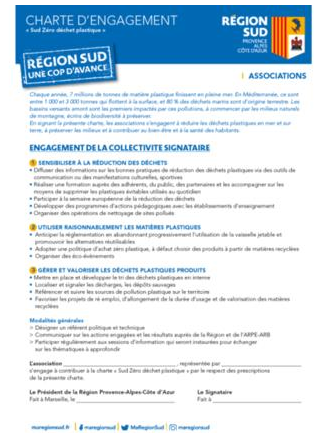 CHARTE D'ENGAGEMENT
« Sud Zéro déchet plastique »
RÉGION
SUD
PROVENCE
ALPES
CÔTE D'AZUR
RÉGION SUD
UNE COP D'AVANCE
ASSOCIATIONS
Chaque année, 7 millions de tonnes de matière plastique finissent en pleine mer. En Méditerranée, ce sont
entre 1 000 et 3 000 tonnes qui flottent à la surface, et 80 % des déchets marins sont d'origine terrestre. Les
bassins versants amont sont les premiers impactés par ces pollutions, à commencer par les milieux naturels
de montagne, écrins de biodiversité à préserver.
En signant la présente charte, les associations s'engagent à réduire les déchets plastiques en mer et sur
terre, à préserver les milieux et à contribuer au bien être et à la santé des habitants.
ENGAGEMENT DE LA COLLECTIVITE SIGNATAIRE
1 SENSIBILISER À LA RÉDUCTION DES DÉCHETS
• Diffuser des informations sur les bonnes pratiques de réduction des déchets plastiques via des outils de
communication ou des manifestations culturelles, sportives
• Réaliser une formation auprès des adhérents, du public, des partenaires et les accompagner sur les
moyens de supprimer les plastiques évitables utilisés au quotidien
• Participer à la semaine européenne de la réduction des déchets
• Développer des programmes d'actions pédagogiques avec les établissements d'enseignement
• Organiser des opérations de nettoyage de sites pollués
2 UTILISER RAISONNABLEMENT LES MATIÈRES PLASTIQUES
• Anticiper la réglementation en abandonnant progressivement l'utilisation de la vaisselle jetable et
promouvoir les alternatives réutilisables
• Adopter une politique d'achat zéro plastique, à défaut choisir des produits à partir de matières recyclées
• Organiser des éco-événements
3 GÉRER ET VALORISER LES DÉCHETS PLASTIQUES PRODUITS
• Mettre en place et développer le tri des déchets plastiques en interne
• Localiser et signaler les décharges, les dépôts sauvages
• Référencer et suivre les sources de pollution plastique sur le territoire
• Favoriser les projets de ré emploi, d'allongement de la durée d'usage et de valorisation de matières
recyclées
Modalités générales
» Désigner un référent politique et technique
» Communiquer sur les actions engagées et les résultats auprès de la Région et de l'ARPE-ARB
» Participer régulièrement aux sessions d'information qui seront instaurées pour échanger
sur les thématiques à approfondir
L'association , représentée par
s'engage à contribuer à la charte « Sud Zéro déchet plastique » par le respect des prescriptions
de la présente charte.
Le Président de la Région Provence-Alpes-Côte d'Azur Le Signataire
Fait à Marseille, le Fait à
maregionsud.fr maregionsud MaRegionSud maregionsud